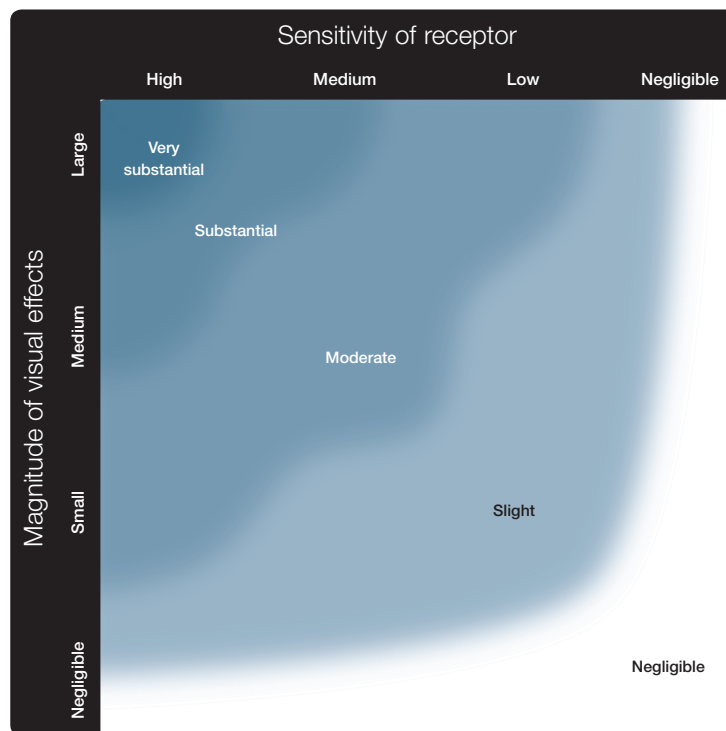 Sensitivity of receptor
High Medium Low Negligible
Magnitude of visual effects
Large
Very
substantial
Substantial
Medium
Moderate
Small
Slight
Negligible
Negligible